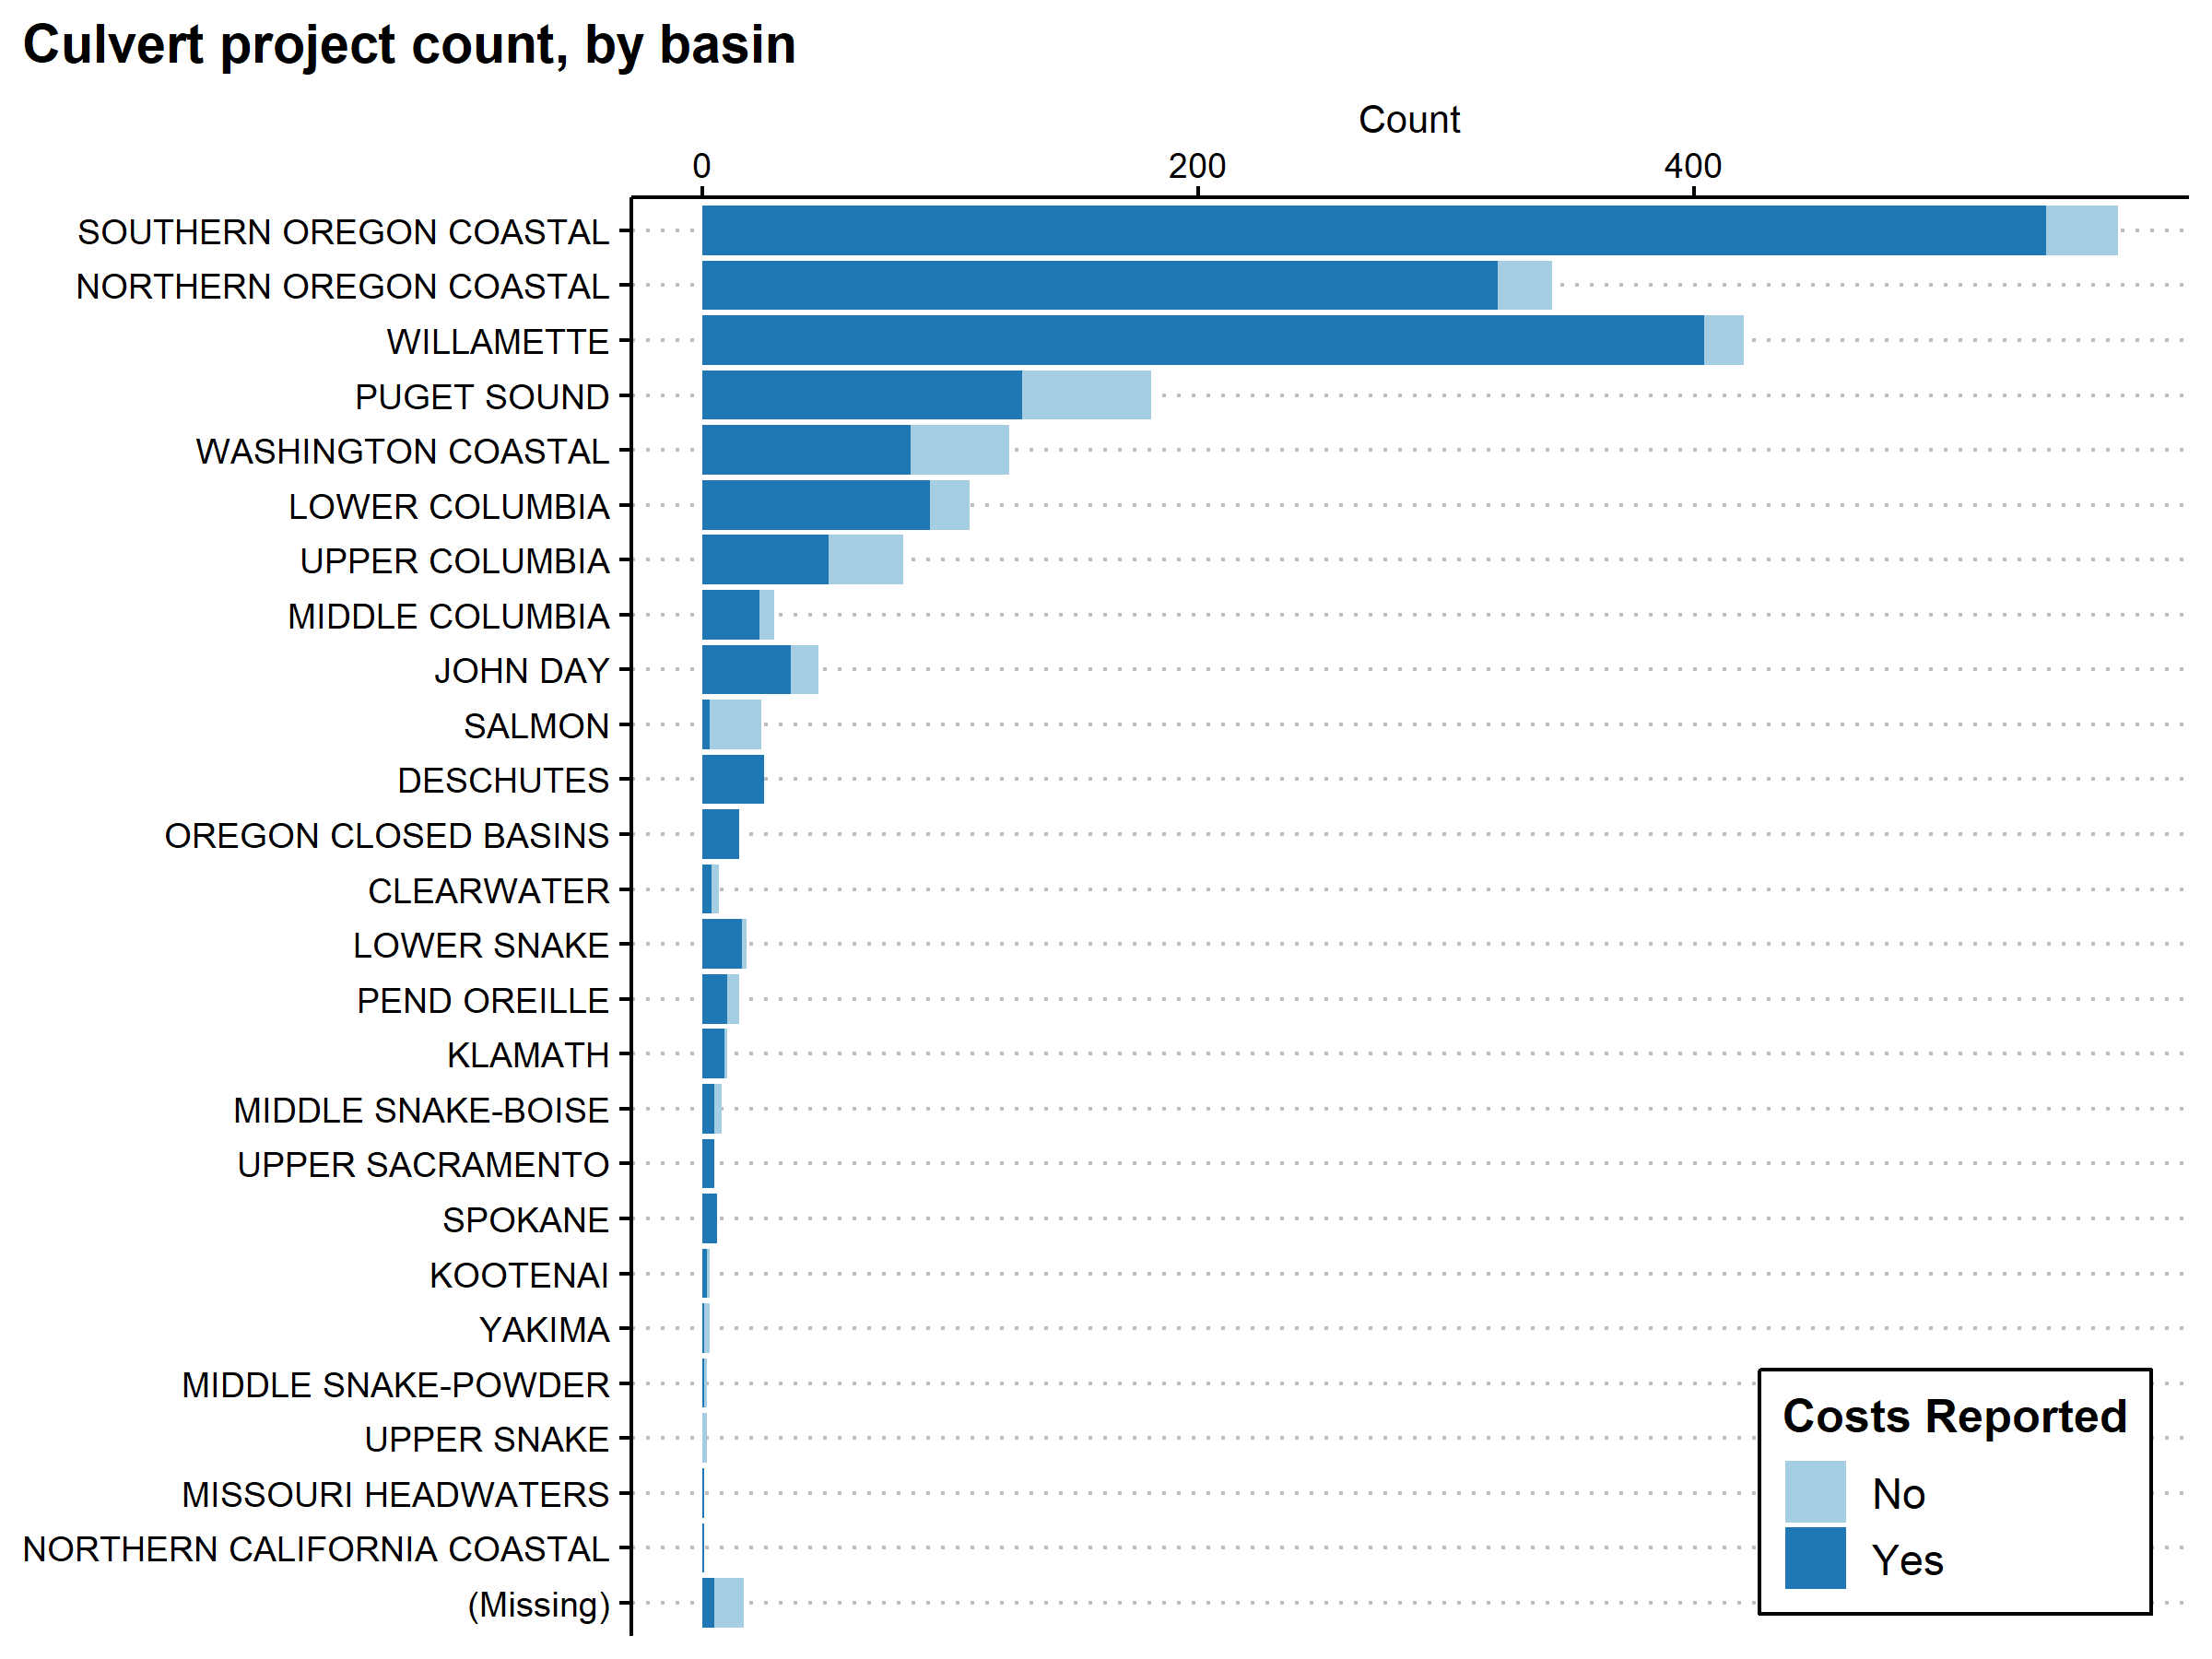 Culvert project count, by basin
Count
0 200 400
SOUTHERN OREGON COASTAL
NORTHERN OREGON COASTAL
WILLAMETTE
PUGET SOUND
WASHINGTON COASTAL
LOWER COLUMBIA
UPPER COLUMBIA
MIDDLE COLUMBIA
JOHN DAY
SALMON
DESCHUTES
OREGON CLOSED BASINS
CLEARWATER
LOWER SNAKE
PEND OREILLE
KLAMATH
MIDDLE SNAKE-BOISE
UPPER SACRAMENTO
SPOKANE
KOOTENAI
YAKIMA
MIDDLE SNAKE-POWDER
UPPER SNAKE
MISSOURI HEADWATERS
NORTHERN CALIFORNIA COASTAL
(Missing)
Costs Reported
No
Yes